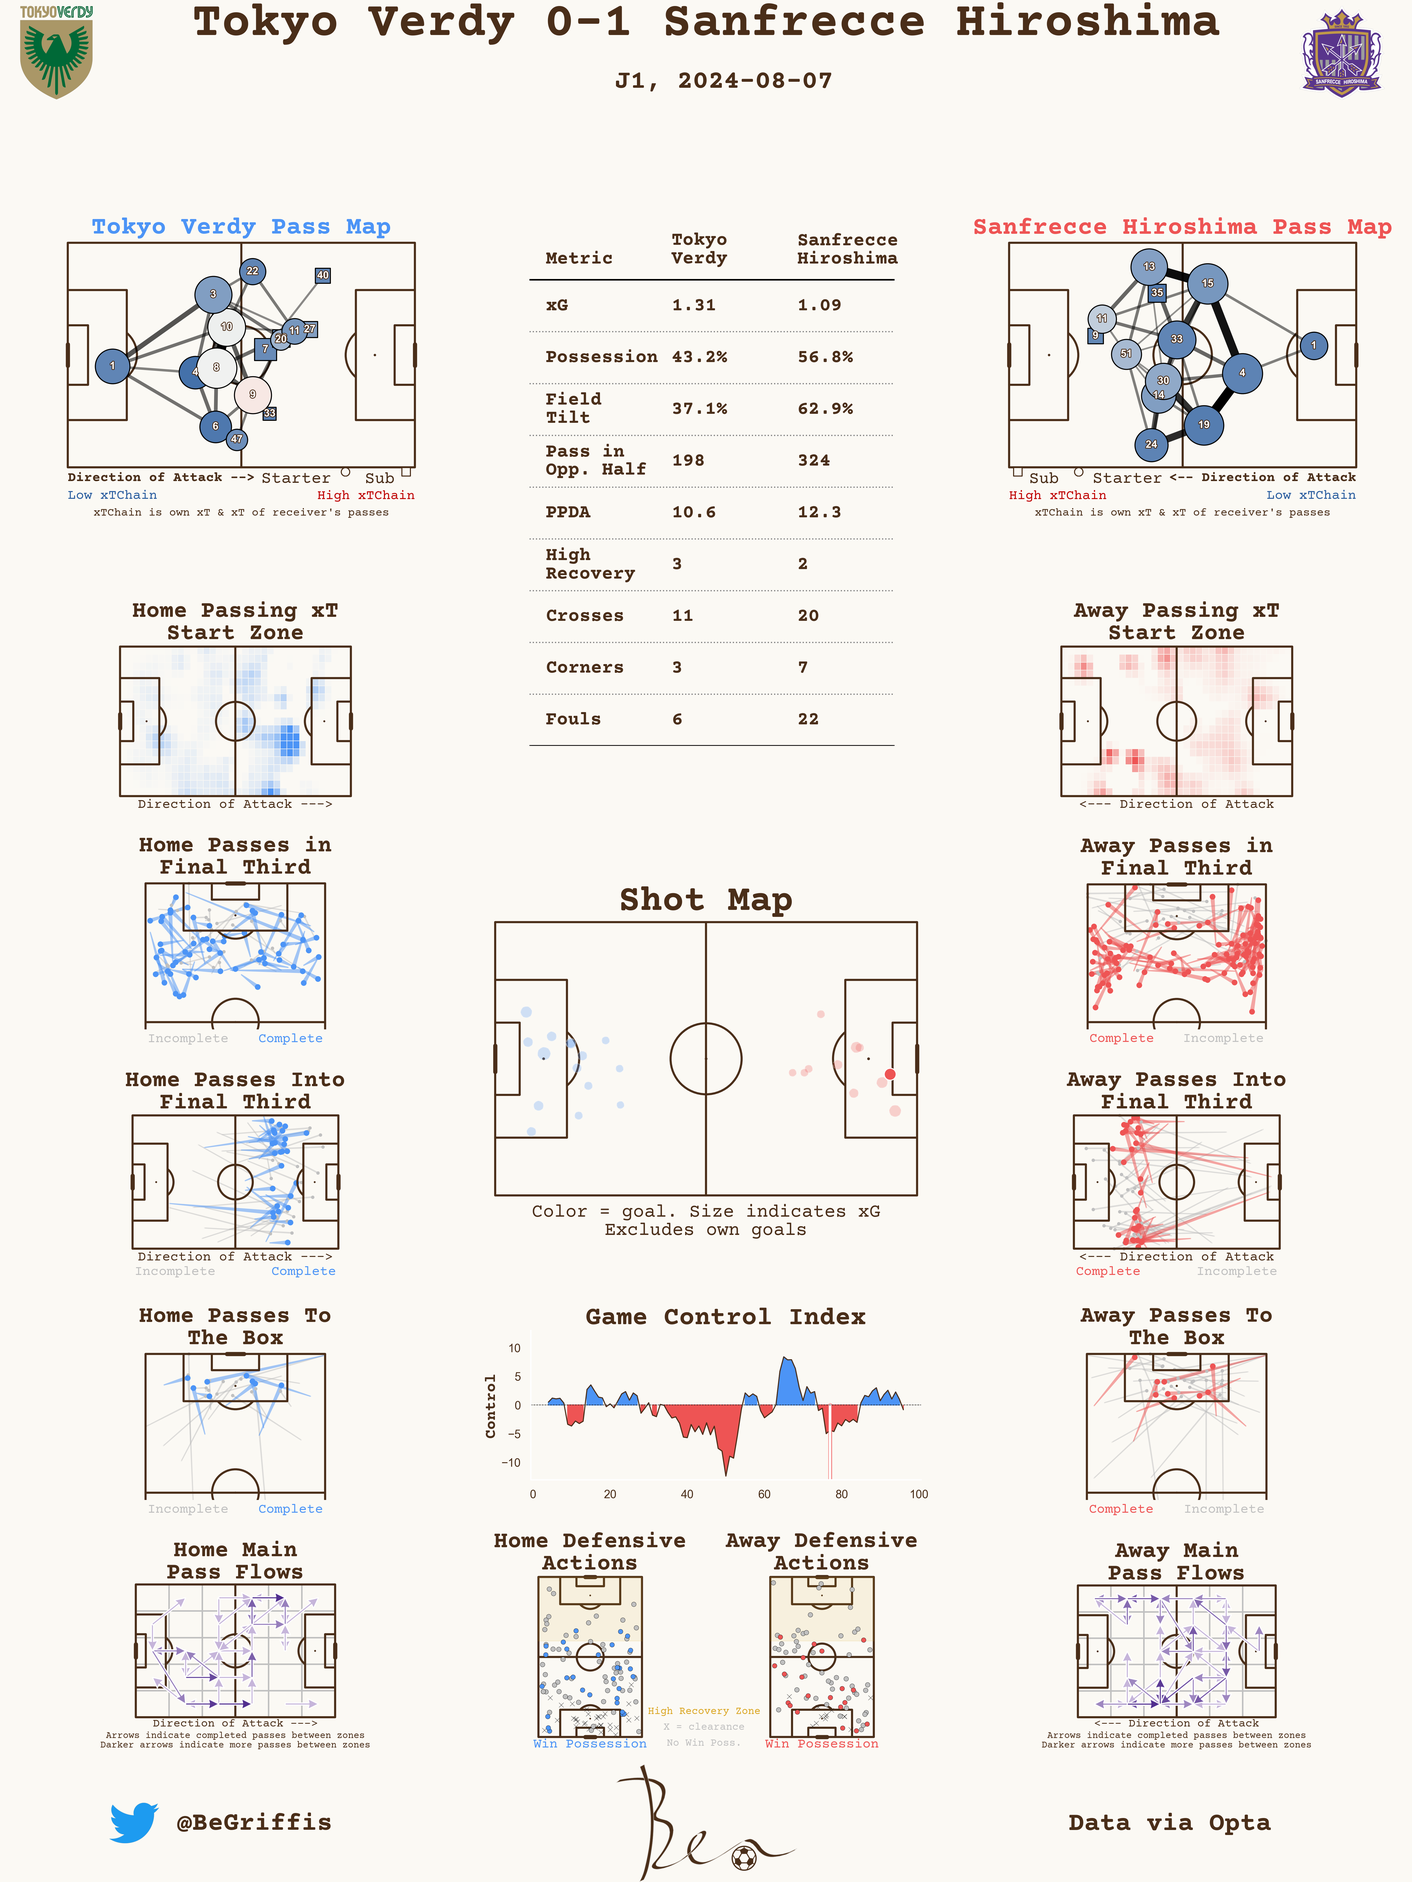 TOKYOVERDY
Tokyo Verdy 0-1 Sanfrecce Hiroshima
J1, 2024-08-07
SANFRECCE HIROSHIMA
Tokyo Verdy Pass Map
22
40
3
10
11
27
20
7
1
4
8
9
33
6
47
Direction of Attack --> Starter Sub
Low xTChain High xTChain
xTChain is own xT & xT of receiver's passes
Metric Tokyo Verdy Sanfrecce Hiroshima
xG 1.31 1.09
Possession 43.2% 56.8%
Field Tilt 37.1% 62.9%
Pass in Opp. Half 198 324
PPDA 10.6 12.3
High Recovery 3 2
Crosses 11 20
Corners 3 7
Fouls 6 22
Sanfrecce Hiroshima Pass Map
13
35
15
11
9
33
1
51
30
4
14
19
24
Sub Starter <-- Direction of Attack
High xTChain Low xTChain
xTChain is own xT & xT of receiver's passes
Home Passing xT
Start Zone
Direction of Attack --->
Away Passing xT
Start Zone
<--- Direction of Attack
Home Passes in
Final Third
Incomplete Complete
Away Passes in
Final Third
Complete Incomplete
Shot Map
Color = goal. Size indicates xG
Excludes own goals
Home Passes Into
Final Third
Direction of Attack --->
Incomplete Complete
Away Passes Into
Final Third
<--- Direction of Attack
Complete Incomplete
Home Passes To
The Box
Incomplete Complete
Game Control Index
Control
10
5
0
−5
−10
0 20 40 60 80 100
Away Passes To
The Box
Complete Incomplete
Home Main
Pass Flows
Direction of Attack --->
Arrows indicate completed passes between zones
Darker arrows indicate more passes between zones
Home Defensive
Actions
Win Possession
Away Defensive
Actions
Win Possession
High Recovery Zone
X = clearance
No Win Poss.
Away Main
Pass Flows
<--- Direction of Attack
Arrows indicate completed passes between zones
Darker arrows indicate more passes between zones
@BeGriffis
Ben
Data via Opta